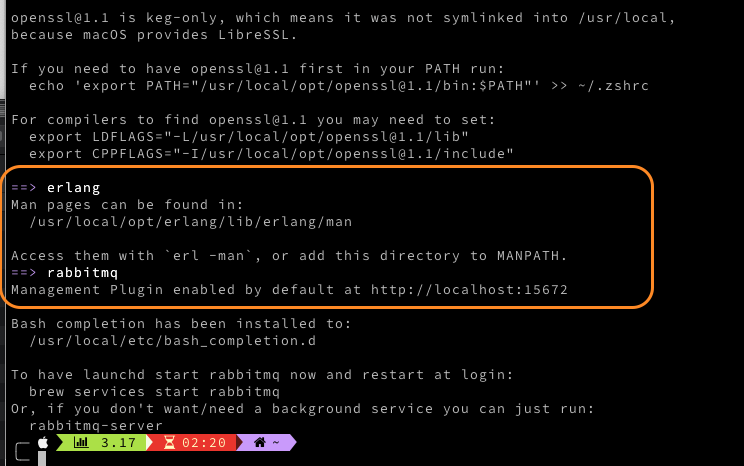 openssl@1.1 is keg-only, which means it was not symlinked into /usr/local,
because macOS provides LibreSSL.
If you need to have openssl@1.1 first in your PATH run:
echo 'export PATH="/usr/local/opt/openssl@1.1/bin:$PATH"' >> ~/.zshrc
For compilers to find openssl@1.1 you may need to set:
export LDFLAGS="-L/usr/local/opt/openssl@1.1/lib"
export CPPFLAGS="-I/usr/local/opt/openssl@1.1/include"
==> erlang
Man pages can be found in:
/usr/local/opt/erlang/lib/erlang/man
Access them with `erl -man`, or add this directory to MANPATH.
==> rabbitmq
Management Plugin enabled by default at http://localhost:15672
Bash completion has been installed to:
/usr/local/etc/bash_completion.d
To have launchd start rabbitmq now and restart at login:
brew services start rabbitmq
Or, if you don't want/need a background service you can just run:
rabbitmq-server
3.17 02:20 ~